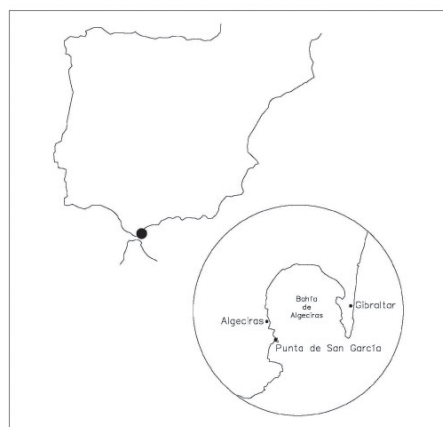 Bahía
de
Algeciras
Gibraltar
Algeciras
Punta de San García